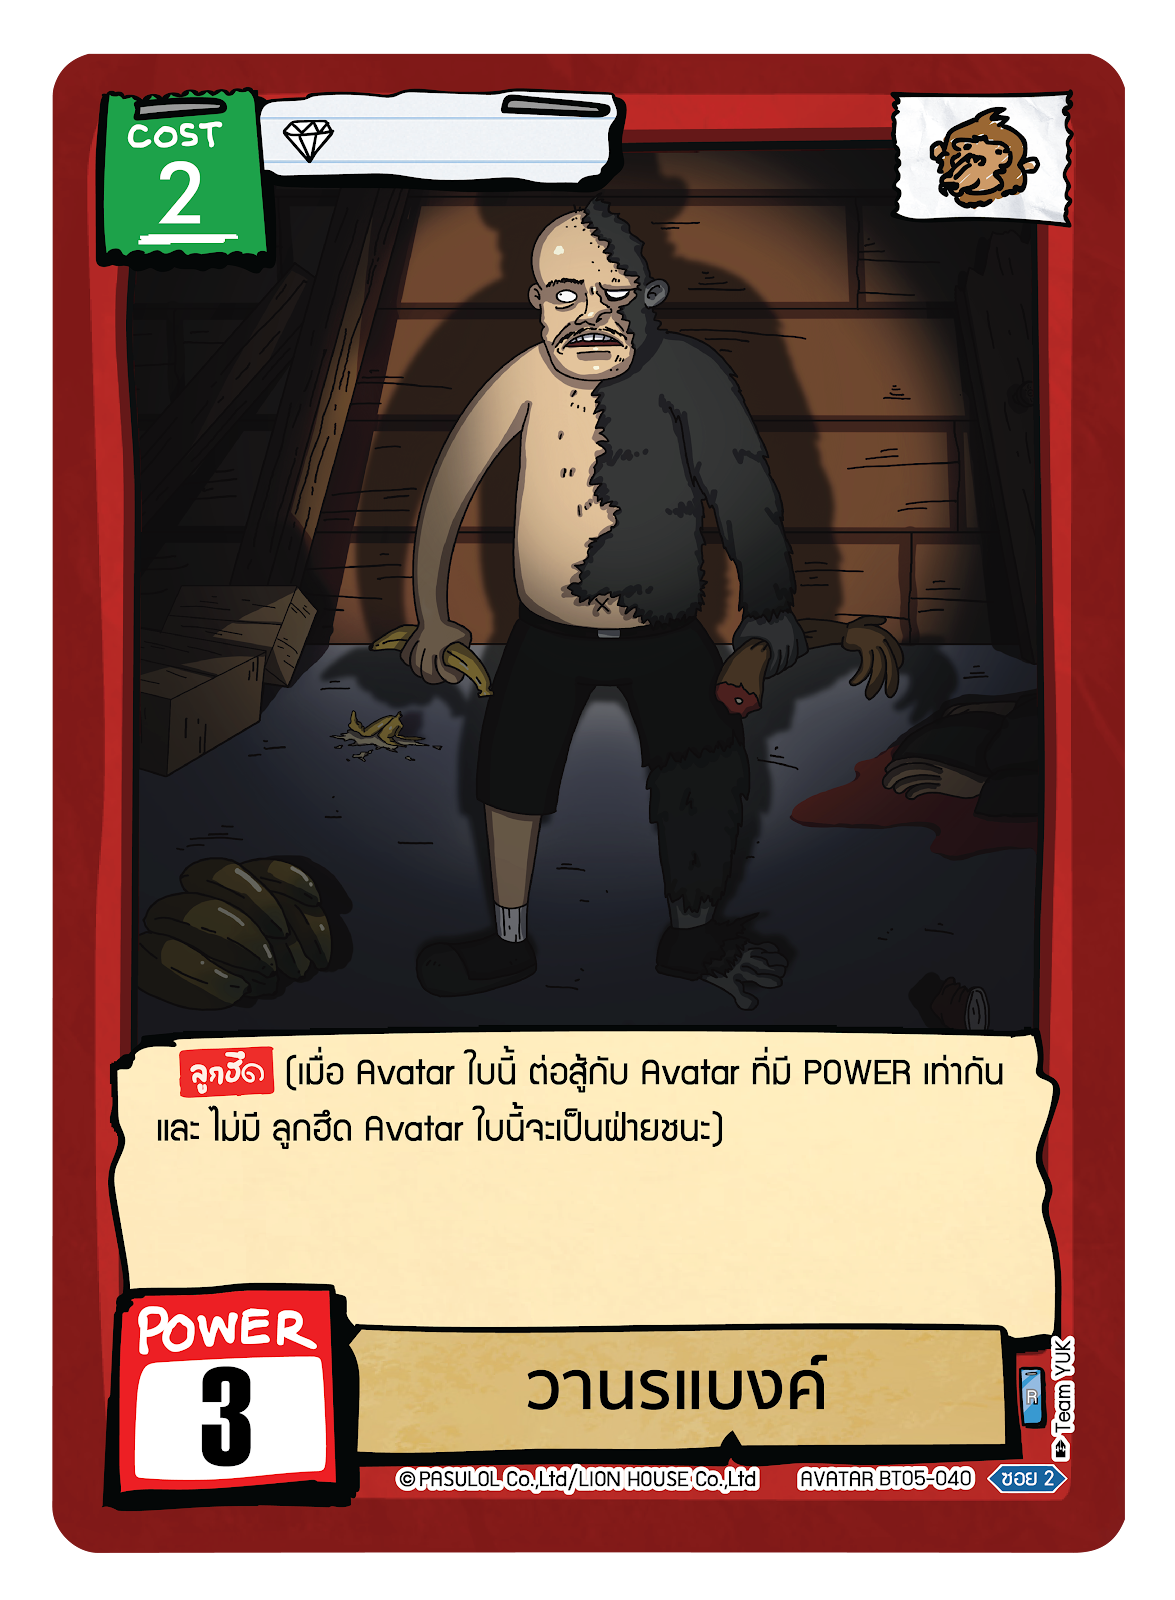 COST
2
ลูกฮึด (เมื่อ Avatar ใบนี้ ต่อสู้กับ Avatar ที่มี POWER เท่ากัน
และ ไม่มี ลูกฮึด Avatar ใบนี้จะเป็นฝ่ายชนะ)
POWER
3
วานรแบงค์
R
Team YUK
© PASULOL Co.,Ltd/LION HOUSE Co.,Ltd AVATAR BT05-040 ซอย 2